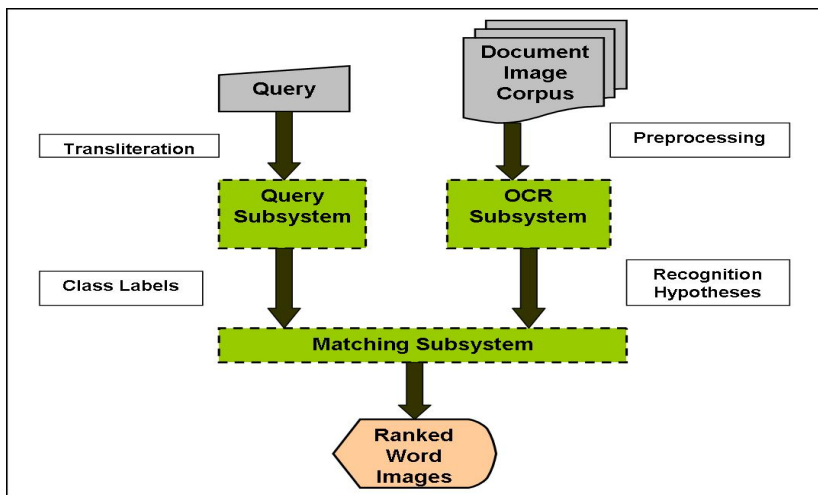 Query
Document
Image
Corpus
Transliteration
Preprocessing
Query
Subsystem
OCR
Subsystem
Class Labels
Recognition
Hypotheses
Matching Subsystem
Ranked
Word
Images